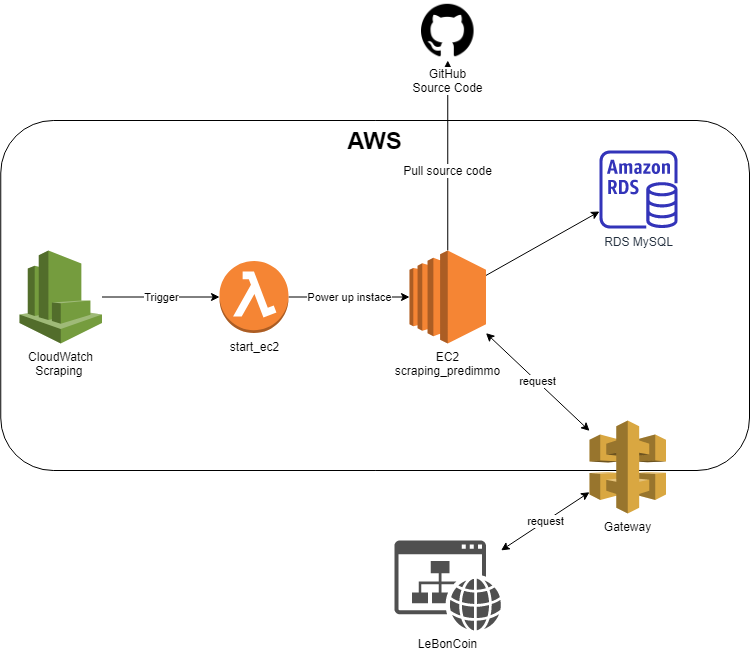 GitHub
Source Code
AWS
Pull source code
Amazon
RDS
RDS MySQL
Trigger
Power up instace
start_ec2
CloudWatch
Scraping
EC2
scraping_predimmo
request
Gateway
request
LeBonCoin